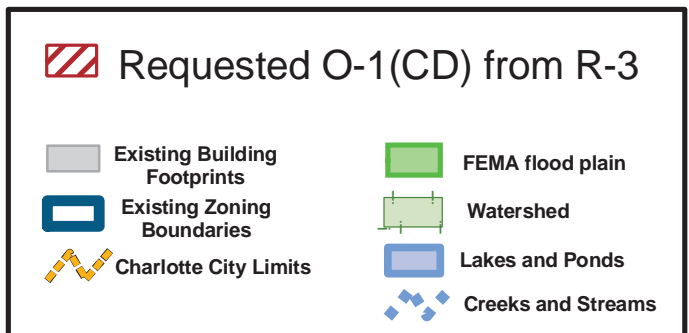 Requested O-1(CD) from R-3
Existing Building
Footprints
Existing Zoning
Boundaries
Charlotte City Limits
FEMA flood plain
Watershed
Lakes and Ponds
Creeks and Streams